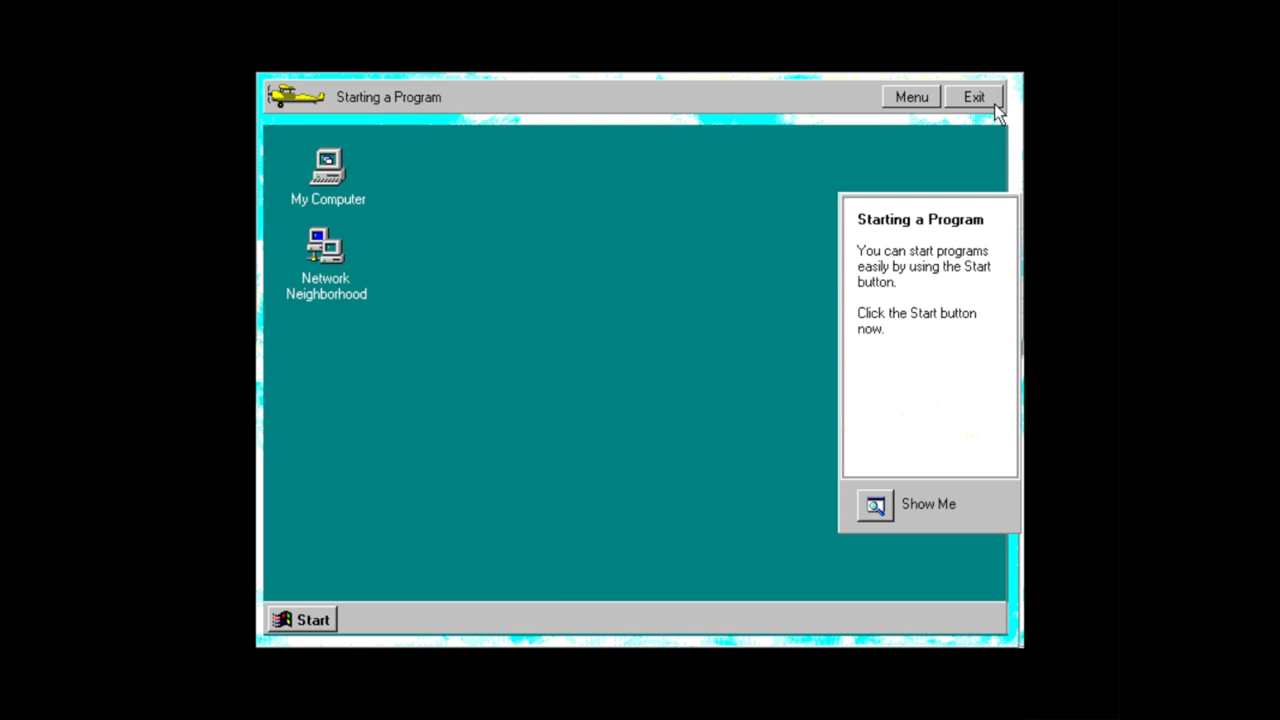 Starting a Program
Menu
Exit
My Computer
Network
Neighborhood
Starting a Program
You can start programs
easily by using the Start
button.
Click the Start button
now.
Show Me
Start